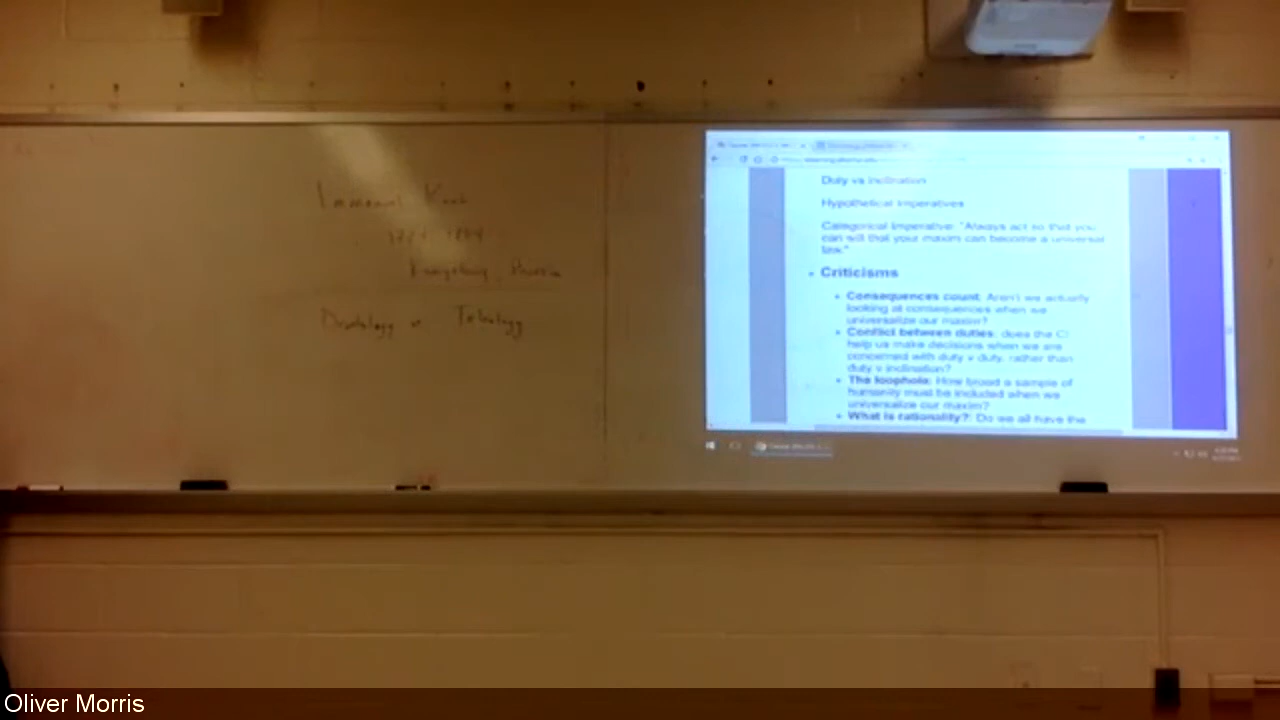 Immanuel Kant
1724 - 1804
Konigsberg, Prussia
Deontology vs Teleology
Duty vs inclination
Hypothetical Imperatives
Categorical Imperative: "Always act so that you
can will that your maxim can become a universal
law."
Criticisms
Consequences count: Aren't we actually
looking at consequences when we
universalize our maxim?
Conflict between duties: does the CI
help us make decisions when we are
concerned with duty v duty, rather than
duty v inclination?
The loophole: How broad a sample of
humanity must be included when we
universalize our maxim?
What is rationality?: Do we all have the
Oliver Morris